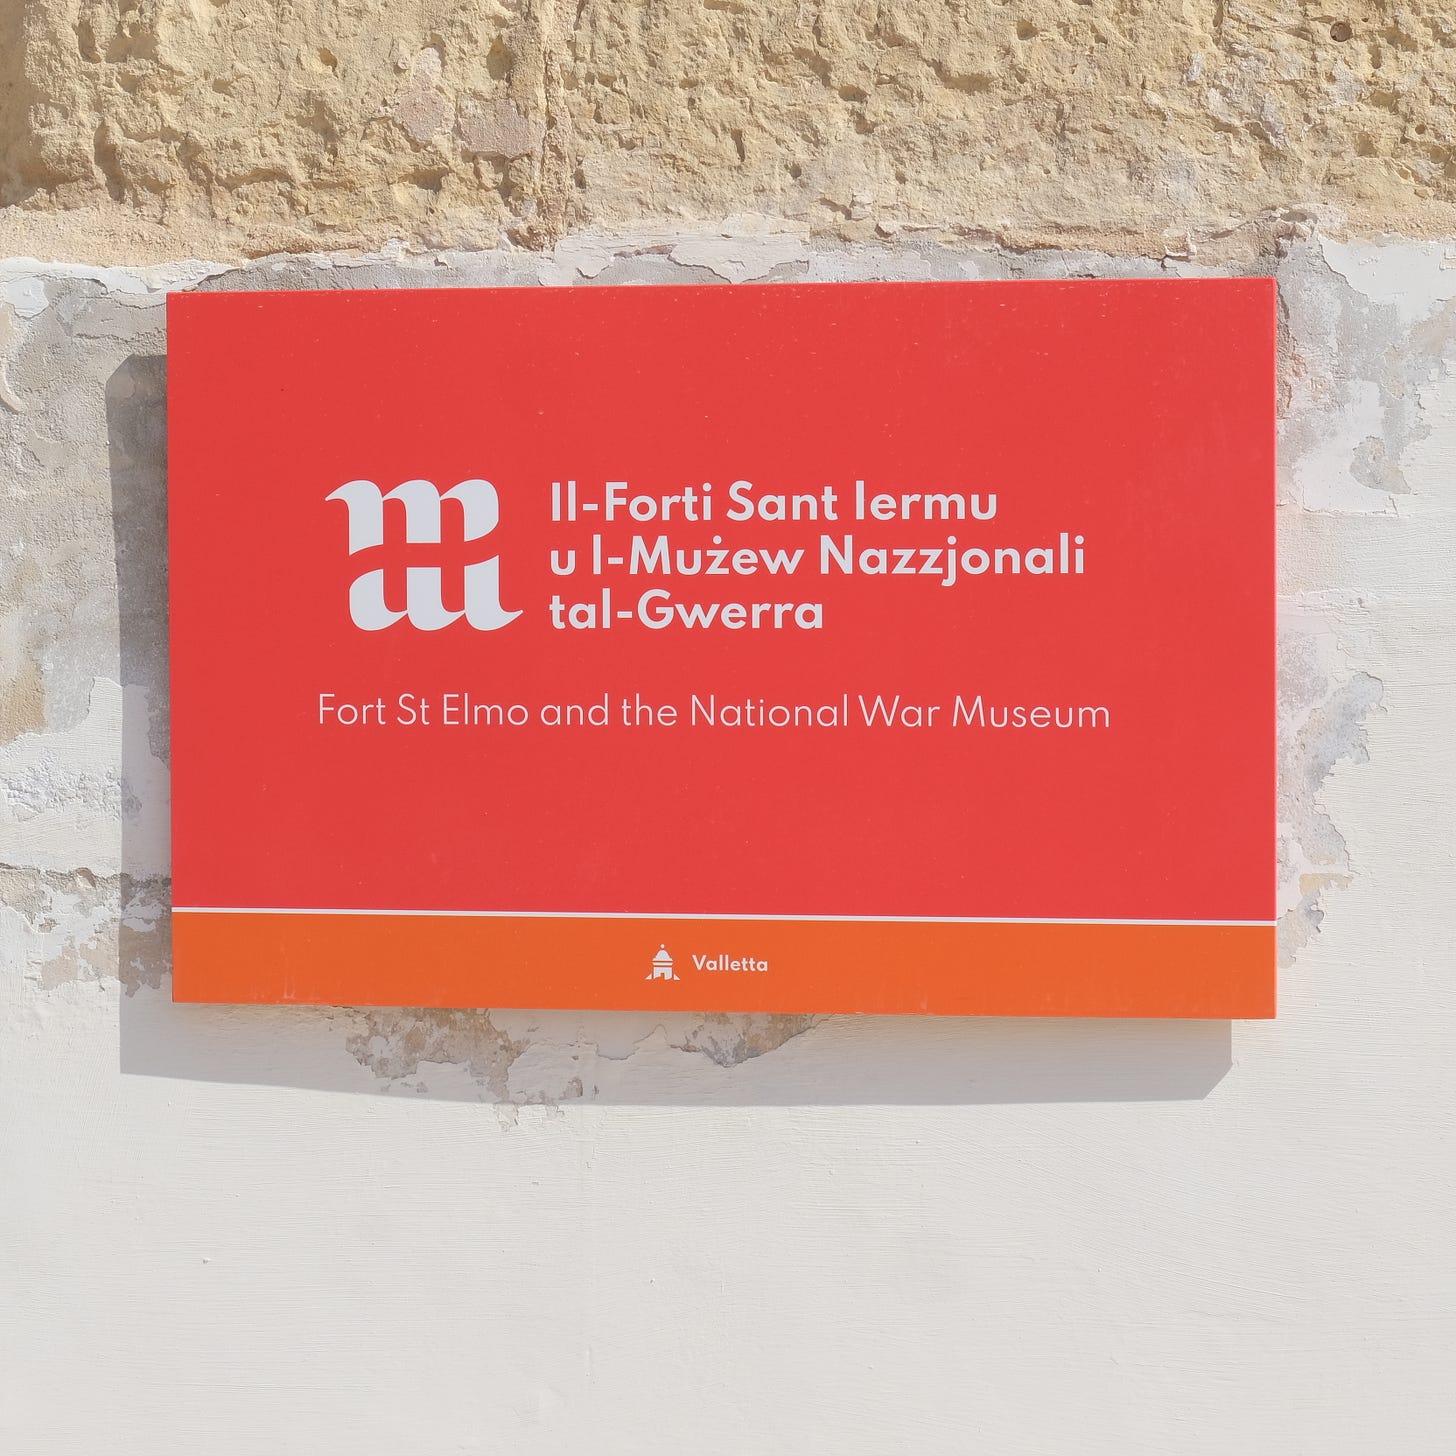 Il-Forti Sant Iermu
u l-Mużew Nazzjonali
tal-Gwerra
Fort St Elmo and the National War Museum
Valletta